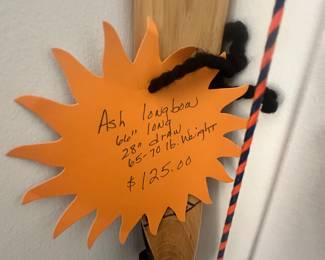 Ash longbow
66" long
28" draw
65-70 lb. weight
$125.00